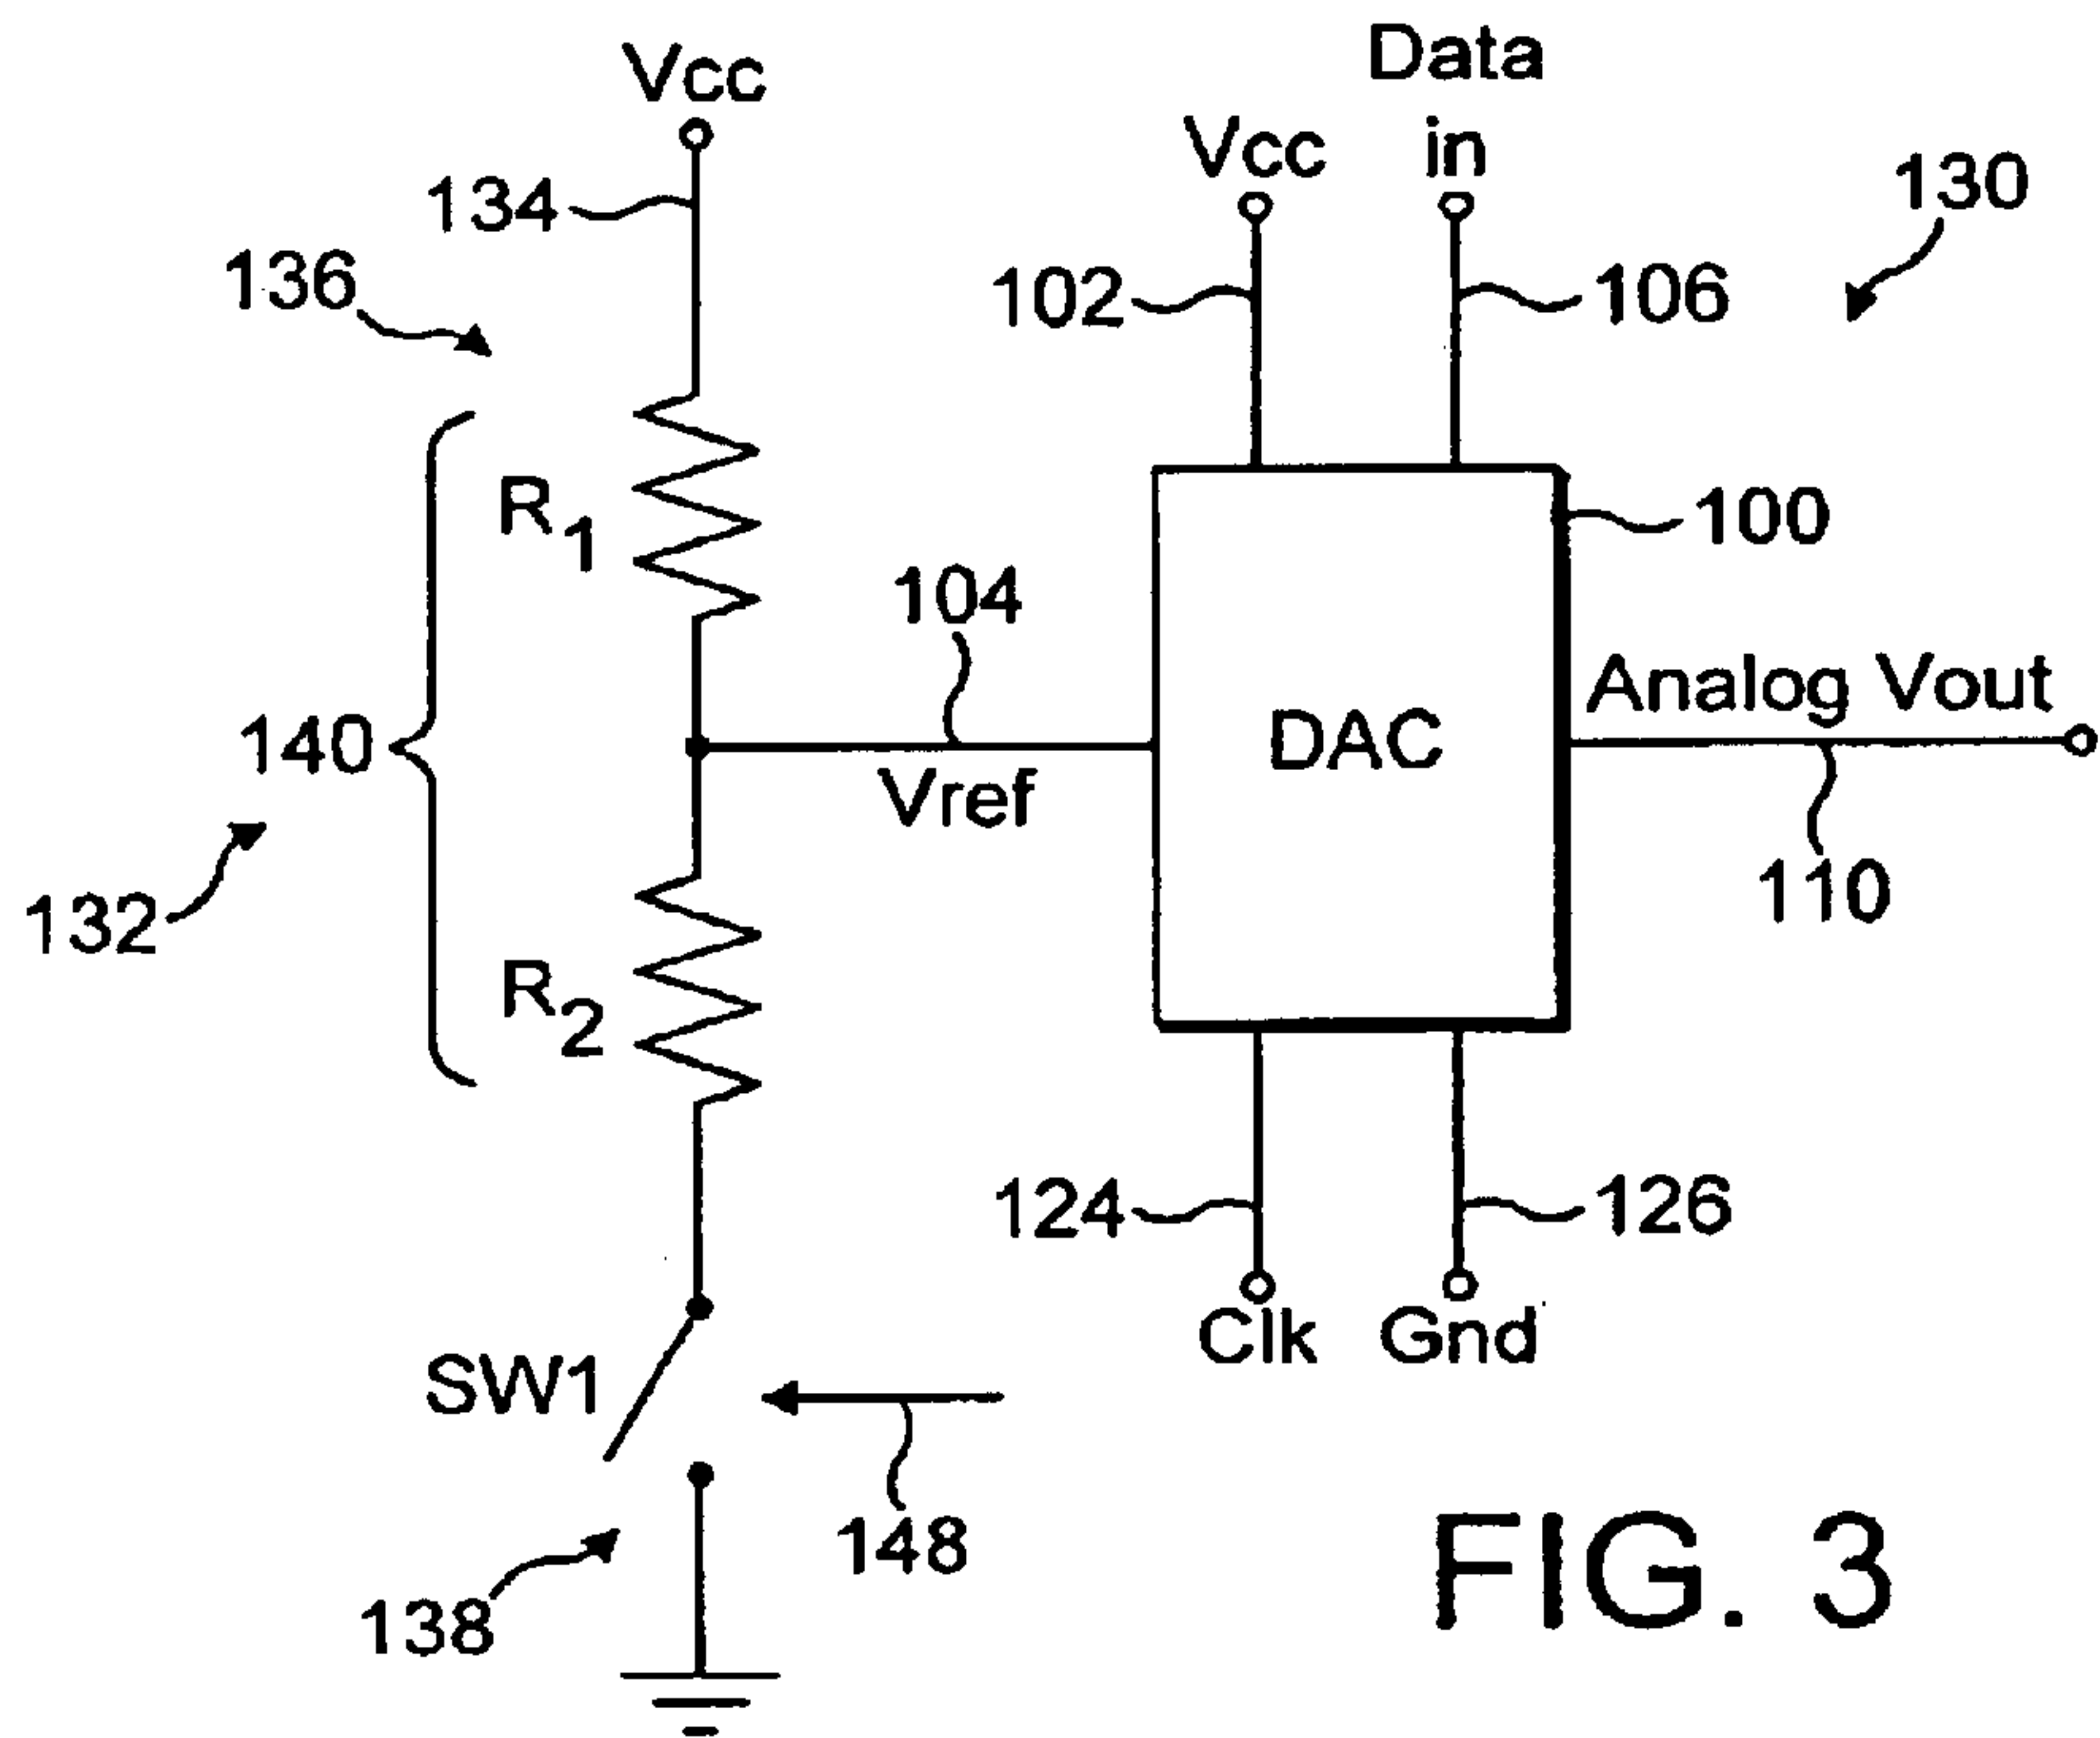 Data
in
Vcc
Vcc
134
136
102
106
130
R1
100
104
140
DAC
Analog Vout
Vref
132
110
R2
124
126
Clk
Gnd
SW1
148
138
FIG. 3